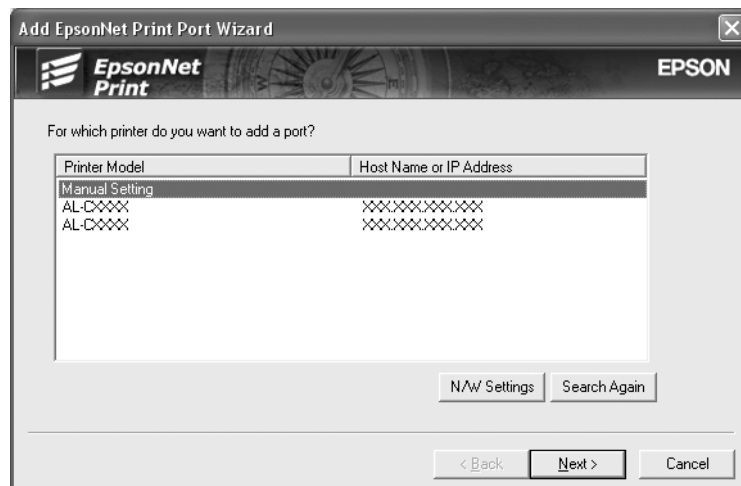 Add EpsonNet Print Port Wizard
EpsonNet
Print
EPSON
For which printer do you want to add a port?
Printer Model Host Name or IP Address
Manual Setting
AL-CXXXX XXX.XXX.XXX.XXX
AL-CXXXX XXX.XXX.XXX.XXX
N/W Settings Search Again
< Back Next > Cancel